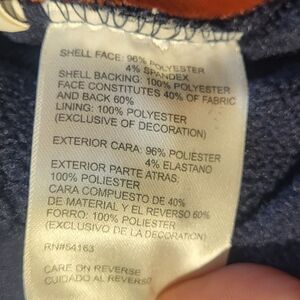 SHELL FACE: 96% POLYESTER
4% SPANDEX
SHELL BACKING: 100% POLYESTER
FACE CONSTITUTES 40% OF FABRIC
AND BACK 60%
LINING: 100% POLYESTER
(EXCLUSIVE OF DECORATION)
EXTERIOR CARA: 96% POLIÉSTER
4% ELASTANO
EXTERIOR PARTE ATRAS:
100% POLIESTER
CARA COMPUESTO DE 40%
DE MATERIAL Y EL REVERSO 60%
FORRO: 100% POLIESTER
(EXCLUSIVO DE LA DECORACION)
RN#54163
CARE ON REVERSE
CUIDADO AL REVERSO